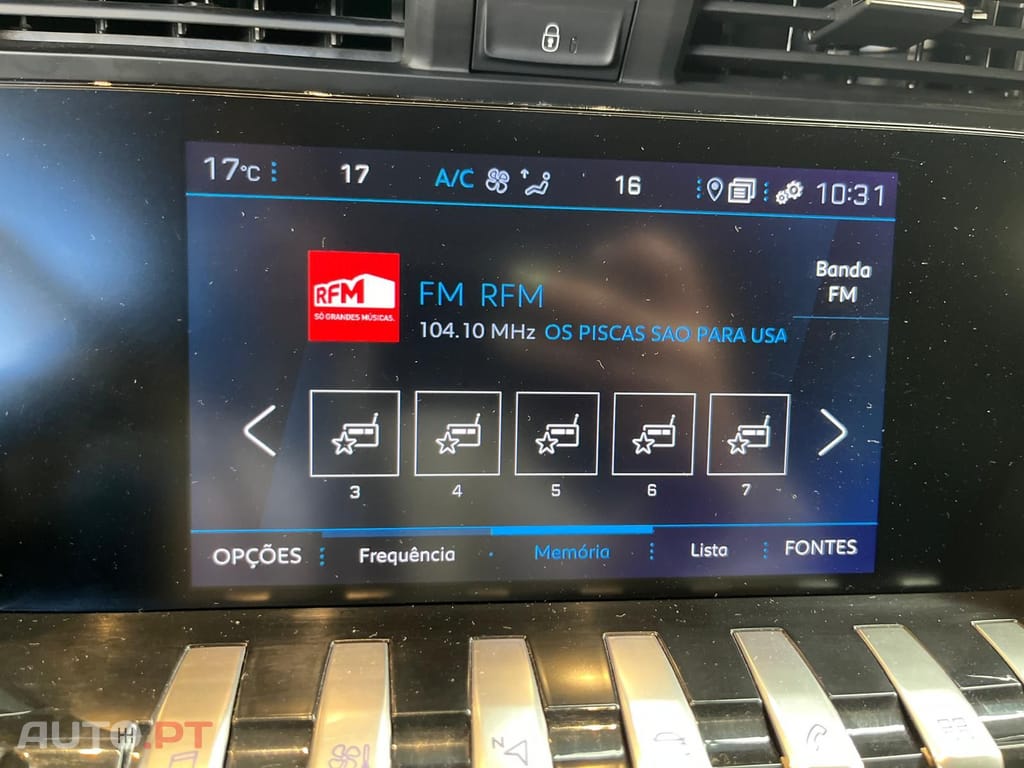 17°C 17 A/C 16 10:31
Banda
FM
RFM
SÓ GRANDES MÚSICAS.
FM RFM
104.10 MHz OS PISCAS SAO PARA USA
3 4 5 6 7
OPÇÕES Frequência Memória Lista FONTES
N
AUTO.PT